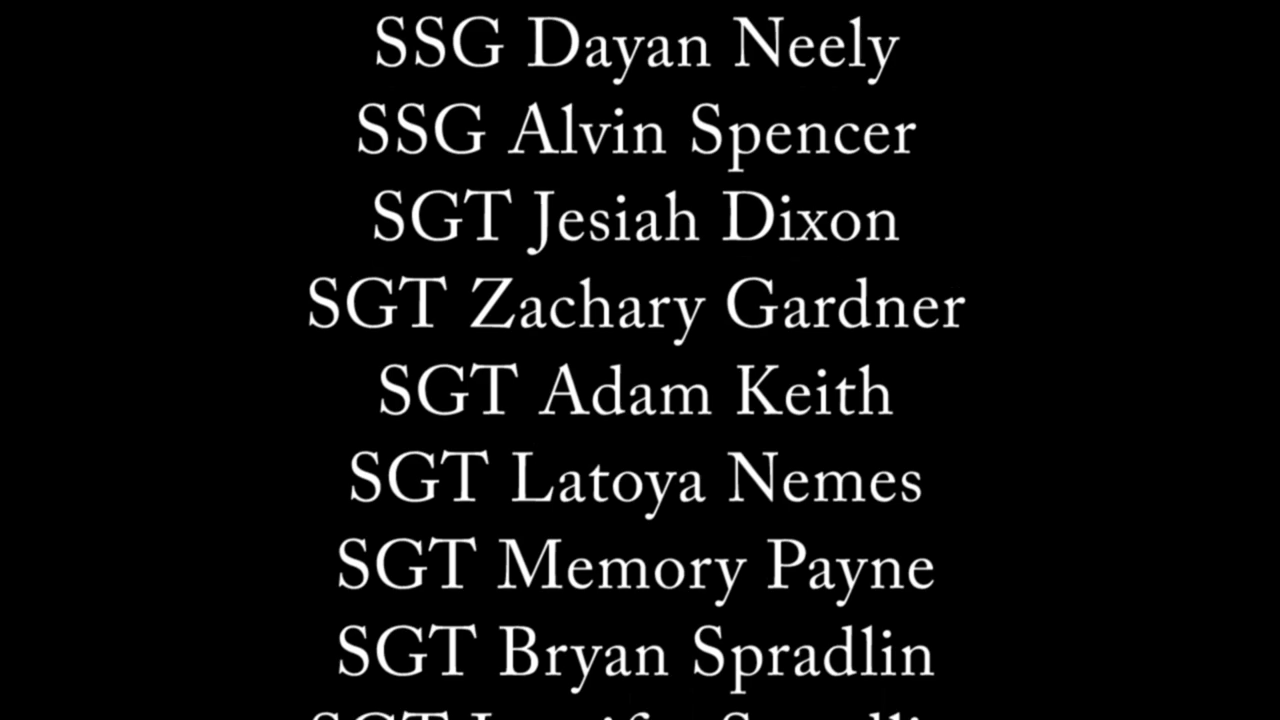 SSG Dayan Neely
SSG Alvin Spencer
SGT Jesiah Dixon
SGT Zachary Gardner
SGT Adam Keith
SGT Latoya Nemes
SGT Memory Payne
SGT Bryan Spradlin
SGT